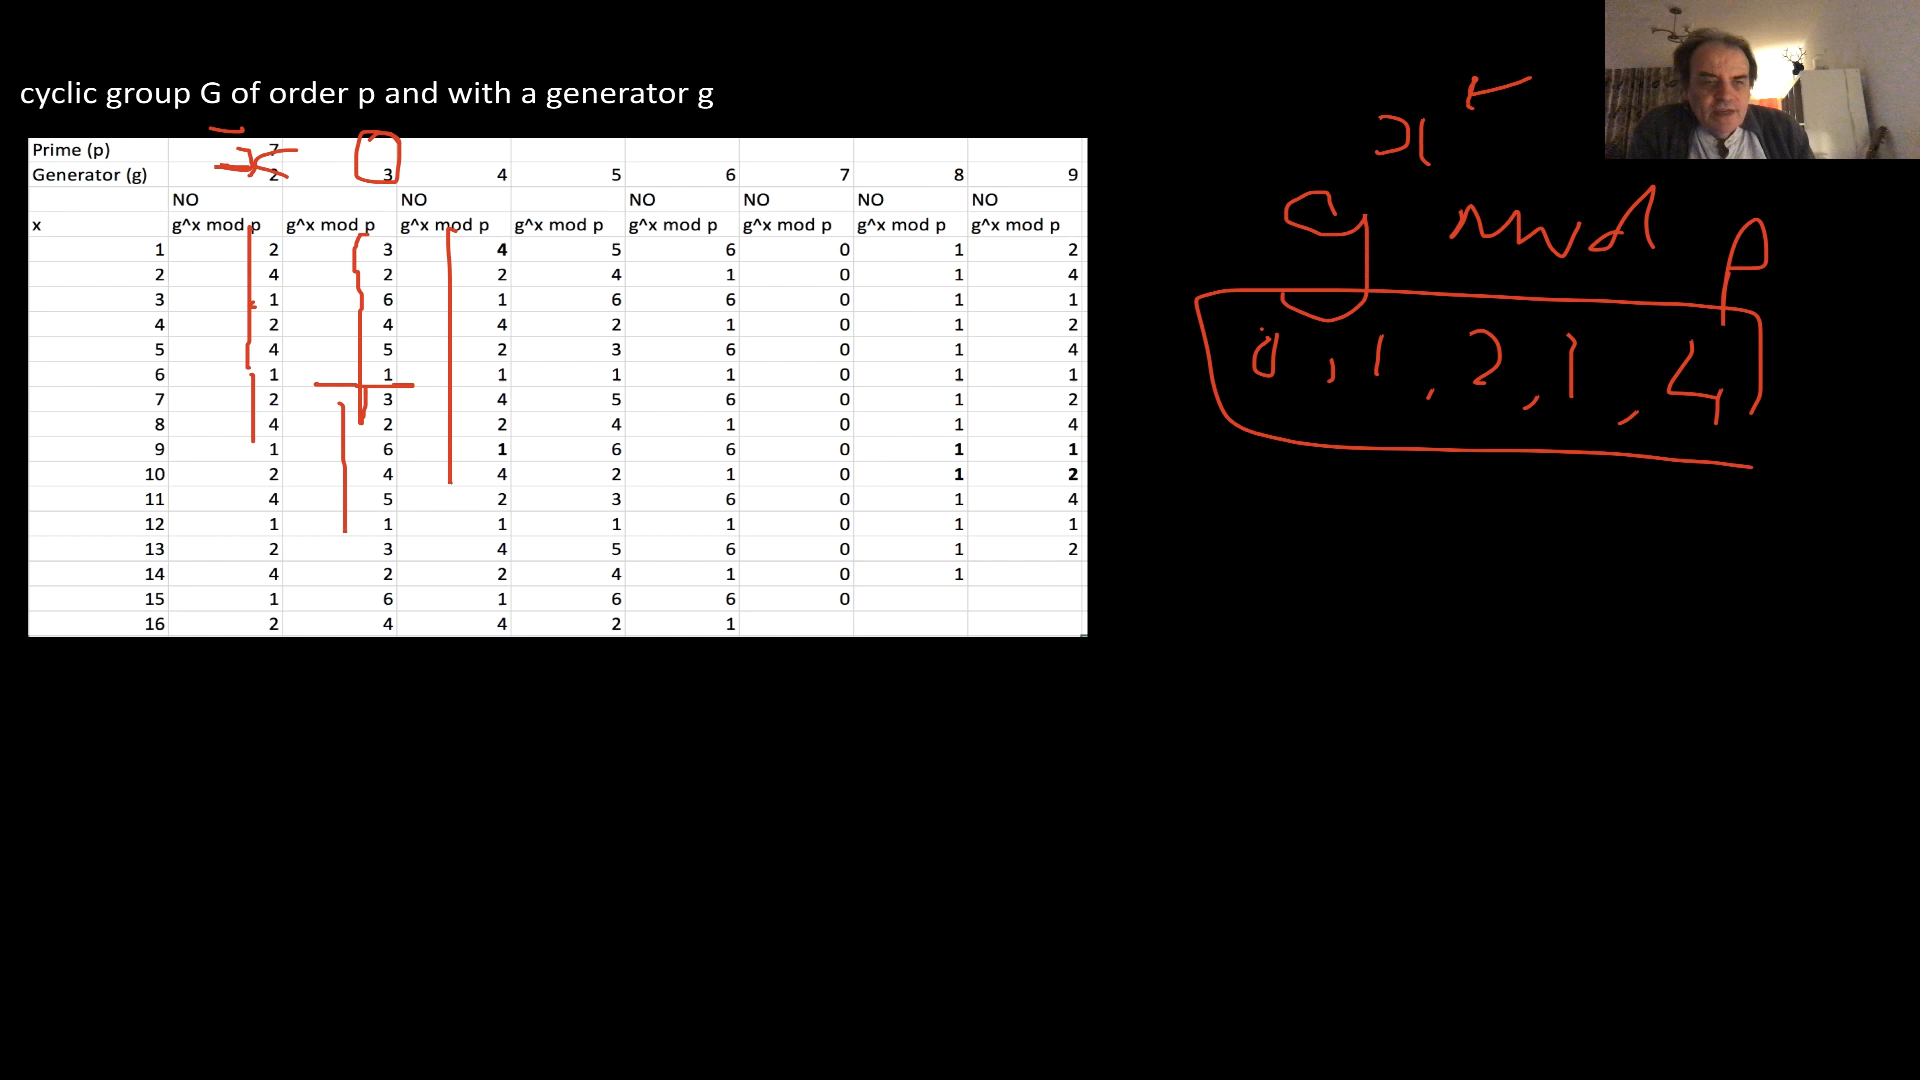 cyclic group G of order p and with a generator g
Prime (p) 7
Generator (g) 2 3 4 5 6 7 8 9
NO NO NO NO NO NO
x g^x mod p g^x mod p g^x mod p g^x mod p g^x mod p g^x mod p g^x mod p g^x mod p
1 2 3 4 5 6 0 1 2
2 4 2 2 4 1 0 1 4
3 1 6 1 6 6 0 1 1
4 2 4 4 2 1 0 1 2
5 4 5 2 3 6 0 1 4
6 1 1 1 1 1 0 1 1
7 2 3 4 5 6 0 1 2
8 4 2 2 4 1 0 1 4
9 1 6 1 6 6 0 1 1
10 2 4 4 2 1 0 1 2
11 4 5 2 3 6 0 1 4
12 1 1 1 1 1 0 1 1
13 2 3 4 5 6 0 1 2
14 4 2 2 4 1 0 1
15 1 6 1 6 6 0
16 2 4 4 2 1
x
g mod p
0, 1, 2, 1, 4